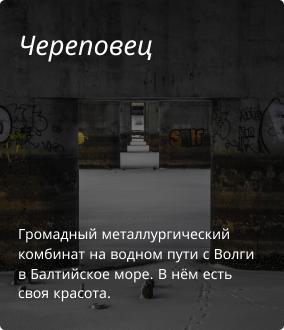 Череповец
Громадный металлургический
комбинат на водном пути с Волги
в Балтийское море. В нём есть
своя красота.